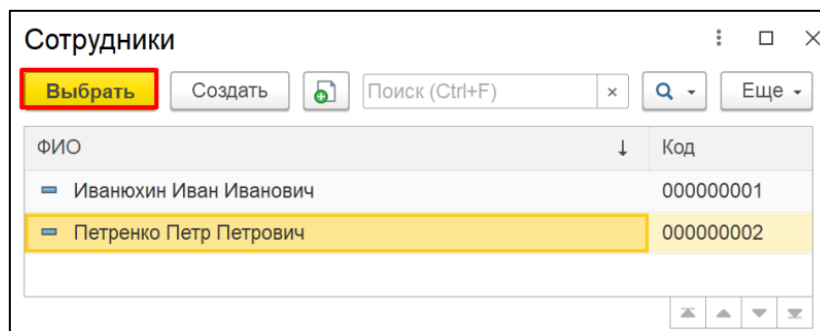 Сотрудники
Выбрать Создать Поиск (Ctrl+F) × Еще
ФИО ↓ Код
Иванюхин Иван Иванович 000000001
Петренко Петр Петрович 000000002